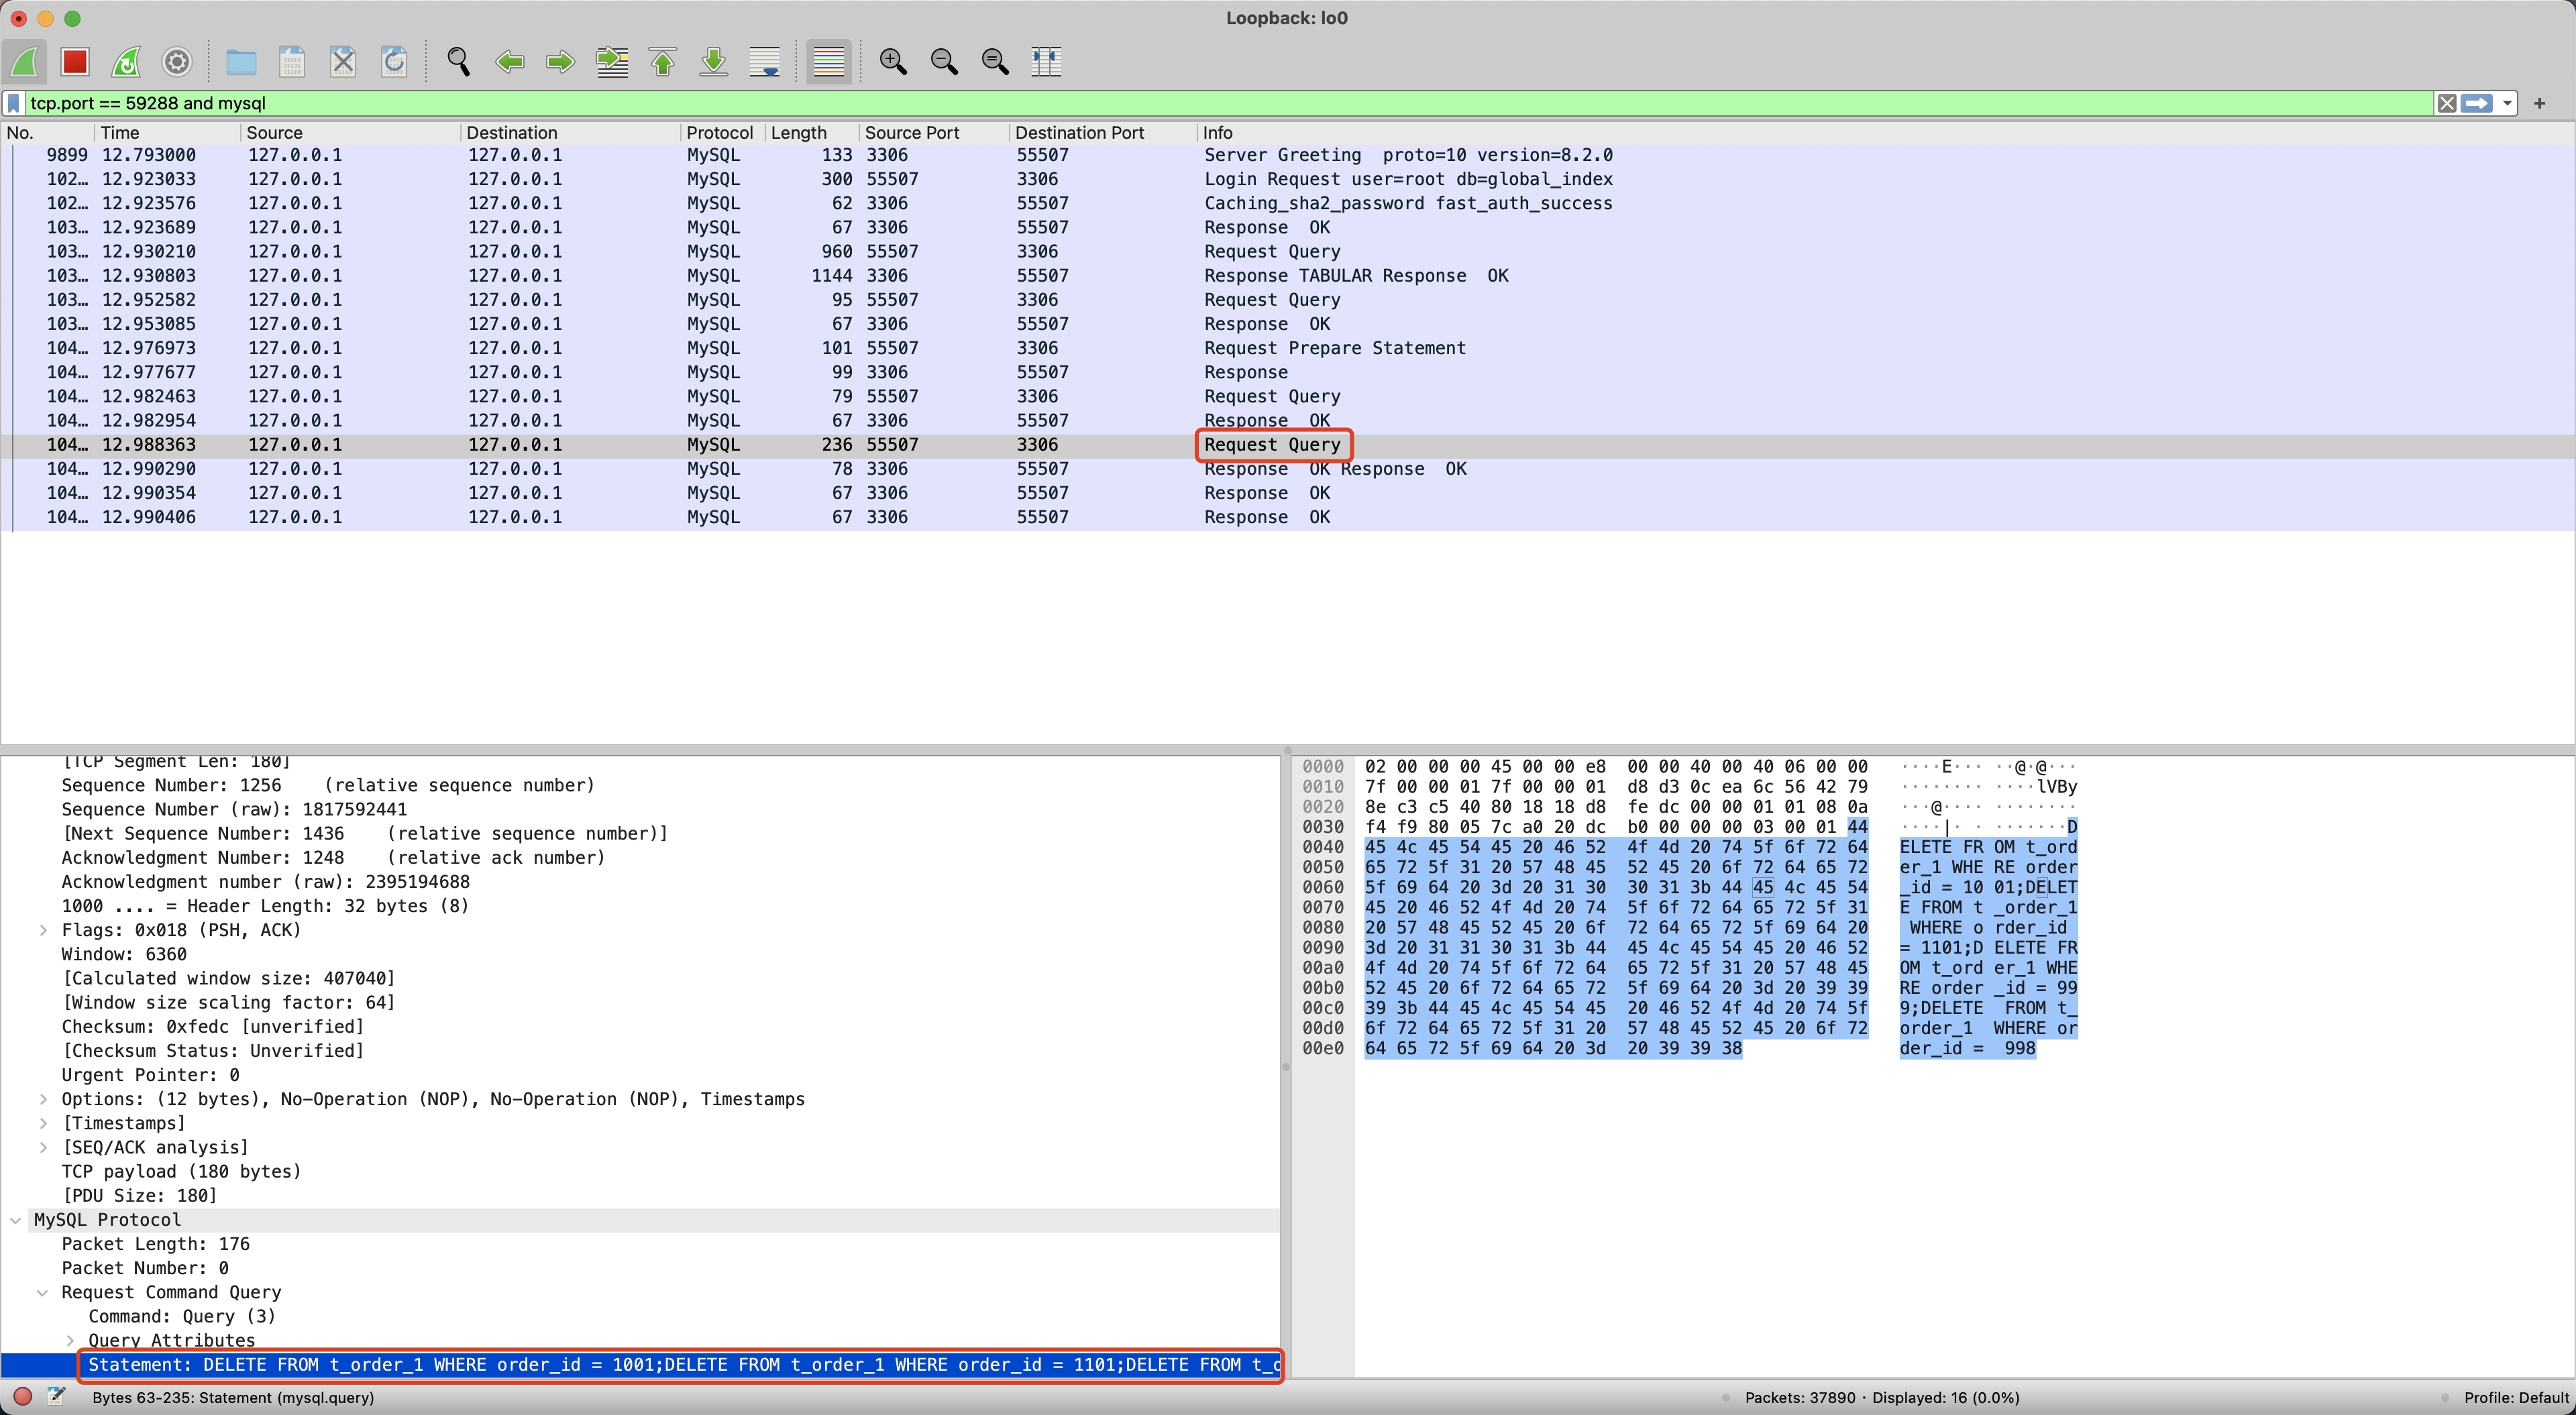 Loopback: lo0
tcp.port == 59288 and mysql
No. Time Source Destination Protocol Length Source Port Destination Port Info
9899 12.793000 127.0.0.1 127.0.0.1 MySQL 133 3306 55507 Server Greeting proto=10 version=8.2.0
102… 12.923033 127.0.0.1 127.0.0.1 MySQL 300 55507 3306 Login Request user=root db=global_index
102… 12.923576 127.0.0.1 127.0.0.1 MySQL 62 3306 55507 Caching_sha2_password fast_auth_success
103… 12.923689 127.0.0.1 127.0.0.1 MySQL 67 3306 55507 Response OK
103… 12.930210 127.0.0.1 127.0.0.1 MySQL 960 55507 3306 Request Query
103… 12.930803 127.0.0.1 127.0.0.1 MySQL 1144 3306 55507 Response TABULAR Response OK
103… 12.952582 127.0.0.1 127.0.0.1 MySQL 95 55507 3306 Request Query
103… 12.953085 127.0.0.1 127.0.0.1 MySQL 67 3306 55507 Response OK
104… 12.976973 127.0.0.1 127.0.0.1 MySQL 101 55507 3306 Request Prepare Statement
104… 12.977677 127.0.0.1 127.0.0.1 MySQL 99 3306 55507 Response
104… 12.982463 127.0.0.1 127.0.0.1 MySQL 79 55507 3306 Request Query
104… 12.982954 127.0.0.1 127.0.0.1 MySQL 67 3306 55507 Response OK
104… 12.988363 127.0.0.1 127.0.0.1 MySQL 236 55507 3306 Request Query
104… 12.990290 127.0.0.1 127.0.0.1 MySQL 78 3306 55507 Response OK Response OK
104… 12.990354 127.0.0.1 127.0.0.1 MySQL 67 3306 55507 Response OK
104… 12.990406 127.0.0.1 127.0.0.1 MySQL 67 3306 55507 Response OK
[TCP Segment Len: 180]
Sequence Number: 1256 (relative sequence number)
Sequence Number (raw): 1817592441
[Next Sequence Number: 1436 (relative sequence number)]
Acknowledgment Number: 1248 (relative ack number)
Acknowledgment number (raw): 2395194688
1000 .... = Header Length: 32 bytes (8)
Flags: 0x018 (PSH, ACK)
Window: 6360
[Calculated window size: 407040]
[Window size scaling factor: 64]
Checksum: 0xfedc [unverified]
[Checksum Status: Unverified]
Urgent Pointer: 0
Options: (12 bytes), No-Operation (NOP), No-Operation (NOP), Timestamps
[Timestamps]
[SEQ/ACK analysis]
TCP payload (180 bytes)
[PDU Size: 180]
MySQL Protocol
Packet Length: 176
Packet Number: 0
Request Command Query
Command: Query (3)
Query Attributes
Statement: DELETE FROM t_order_1 WHERE order_id = 1001;DELETE FROM t_order_1 WHERE order_id = 1101;DELETE FROM t_o
0000 02 00 00 00 45 00 00 e8 00 00 40 00 40 06 00 00 ····E··· ··@·@···
0010 7f 00 00 01 7f 00 00 01 d8 d3 0c ea 6c 56 42 79 ········ ····lVBy
0020 8e c3 c5 40 80 18 18 d8 fe dc 00 00 01 01 08 0a ···@···· ········
0030 f4 f9 80 05 7c a0 20 dc b0 00 00 00 03 00 01 44 ····|· · ·······D
0040 45 4c 45 54 45 20 46 52 4f 4d 20 74 5f 6f 72 64 ELETE FR OM t_ord
0050 65 72 5f 31 20 57 48 45 52 45 20 6f 72 64 65 72 er_1 WHE RE order
0060 5f 69 64 20 3d 20 31 30 30 31 3b 44 45 4c 45 54 _id = 10 01;DELET
0070 45 20 46 52 4f 4d 20 74 5f 6f 72 64 65 72 5f 31 E FROM t _order_1
0080 20 57 48 45 52 45 20 6f 72 64 65 72 5f 69 64 20 WHERE o rder_id
0090 3d 20 31 31 30 31 3b 44 45 4c 45 54 45 20 46 52 = 1101;D ELETE FR
00a0 4f 4d 20 74 5f 6f 72 64 65 72 5f 31 20 57 48 45 OM t_ord er_1 WHE
00b0 52 45 20 6f 72 64 65 72 5f 69 64 20 3d 20 39 39 RE order _id = 99
00c0 39 3b 44 45 4c 45 54 45 20 46 52 4f 4d 20 74 5f 9;DELETE FROM t_
00d0 6f 72 64 65 72 5f 31 20 57 48 45 52 45 20 6f 72 order_1 WHERE or
00e0 64 65 72 5f 69 64 20 3d 20 39 39 38 der_id = 998
Bytes 63-235: Statement (mysql.query)
Packets: 37890 · Displayed: 16 (0.0%)
Profile: Default